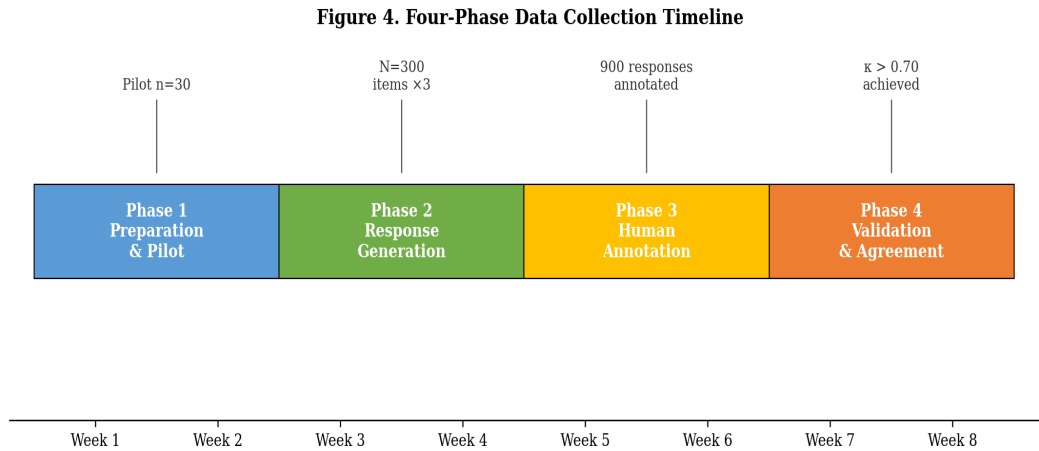 Figure 4. Four-Phase Data Collection Timeline
Pilot n=30
N=300
items ×3
900 responses
annotated
κ > 0.70
achieved
Phase 1
Preparation
& Pilot
Phase 2
Response
Generation
Phase 3
Human
Annotation
Phase 4
Validation
& Agreement
Week 1
Week 2
Week 3
Week 4
Week 5
Week 6
Week 7
Week 8